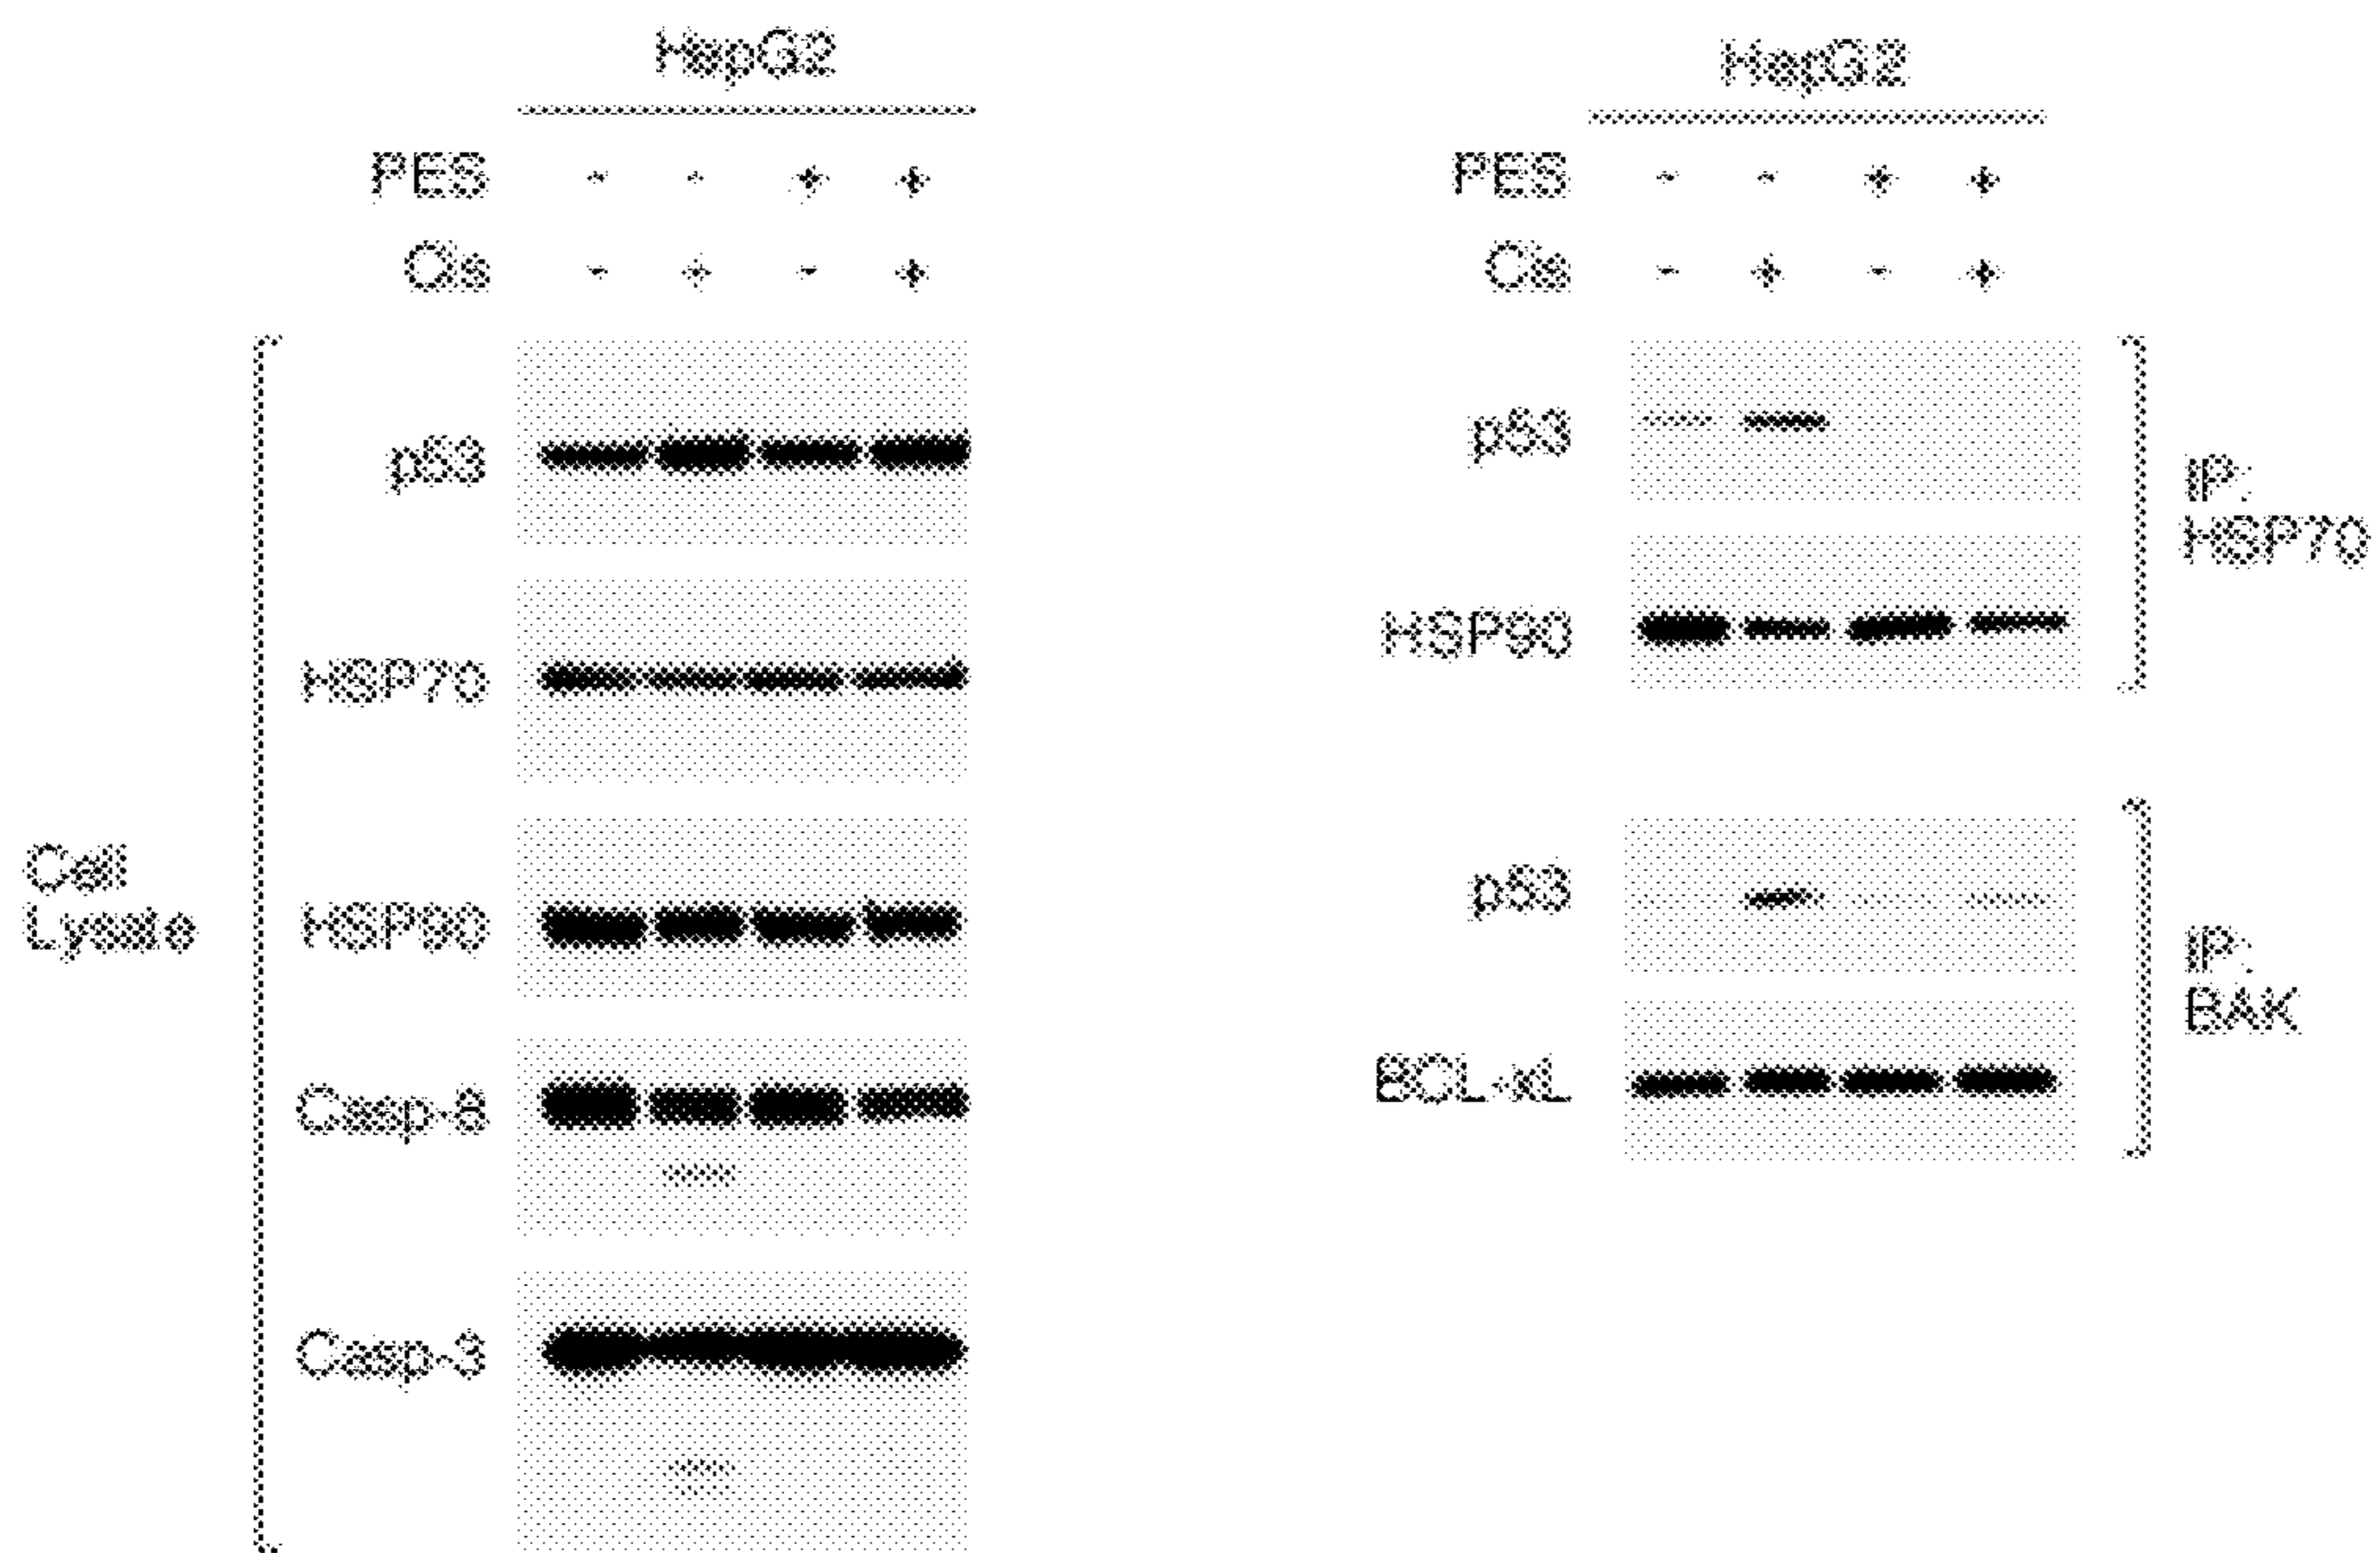 HepG2
PES - - + +
Cis - + - +
p53
HSP70
HSP90
Casp-8
Casp-3
Cell
Lysate
HepG2
PES - - + +
Cis - + - +
p53
HSP90
IP:
HSP70
p53
BCL-xL
IP:
BAK